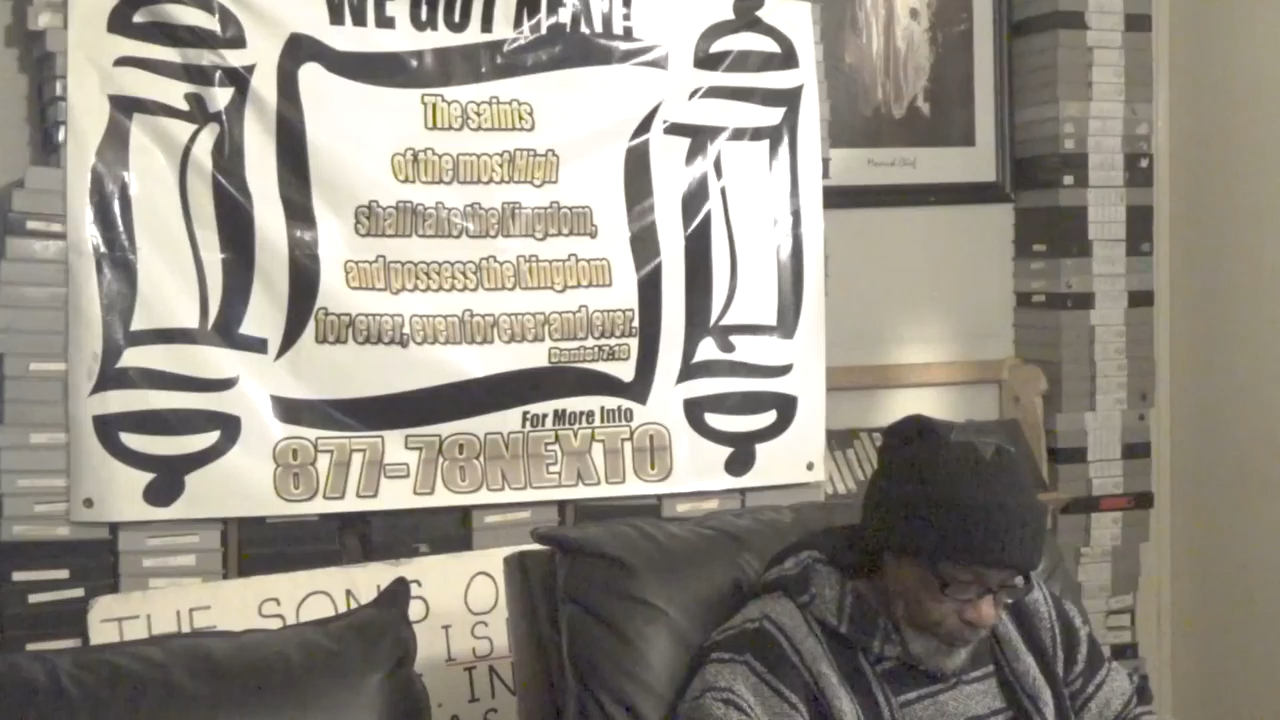 WE GOT NEXT!
The saints
of the most High
shall take the Kingdom,
and possess the kingdom
for ever, even for ever and ever.
Daniel 7:18
For More Info
877-78NEXTO
THE SONS O
IS
. IN